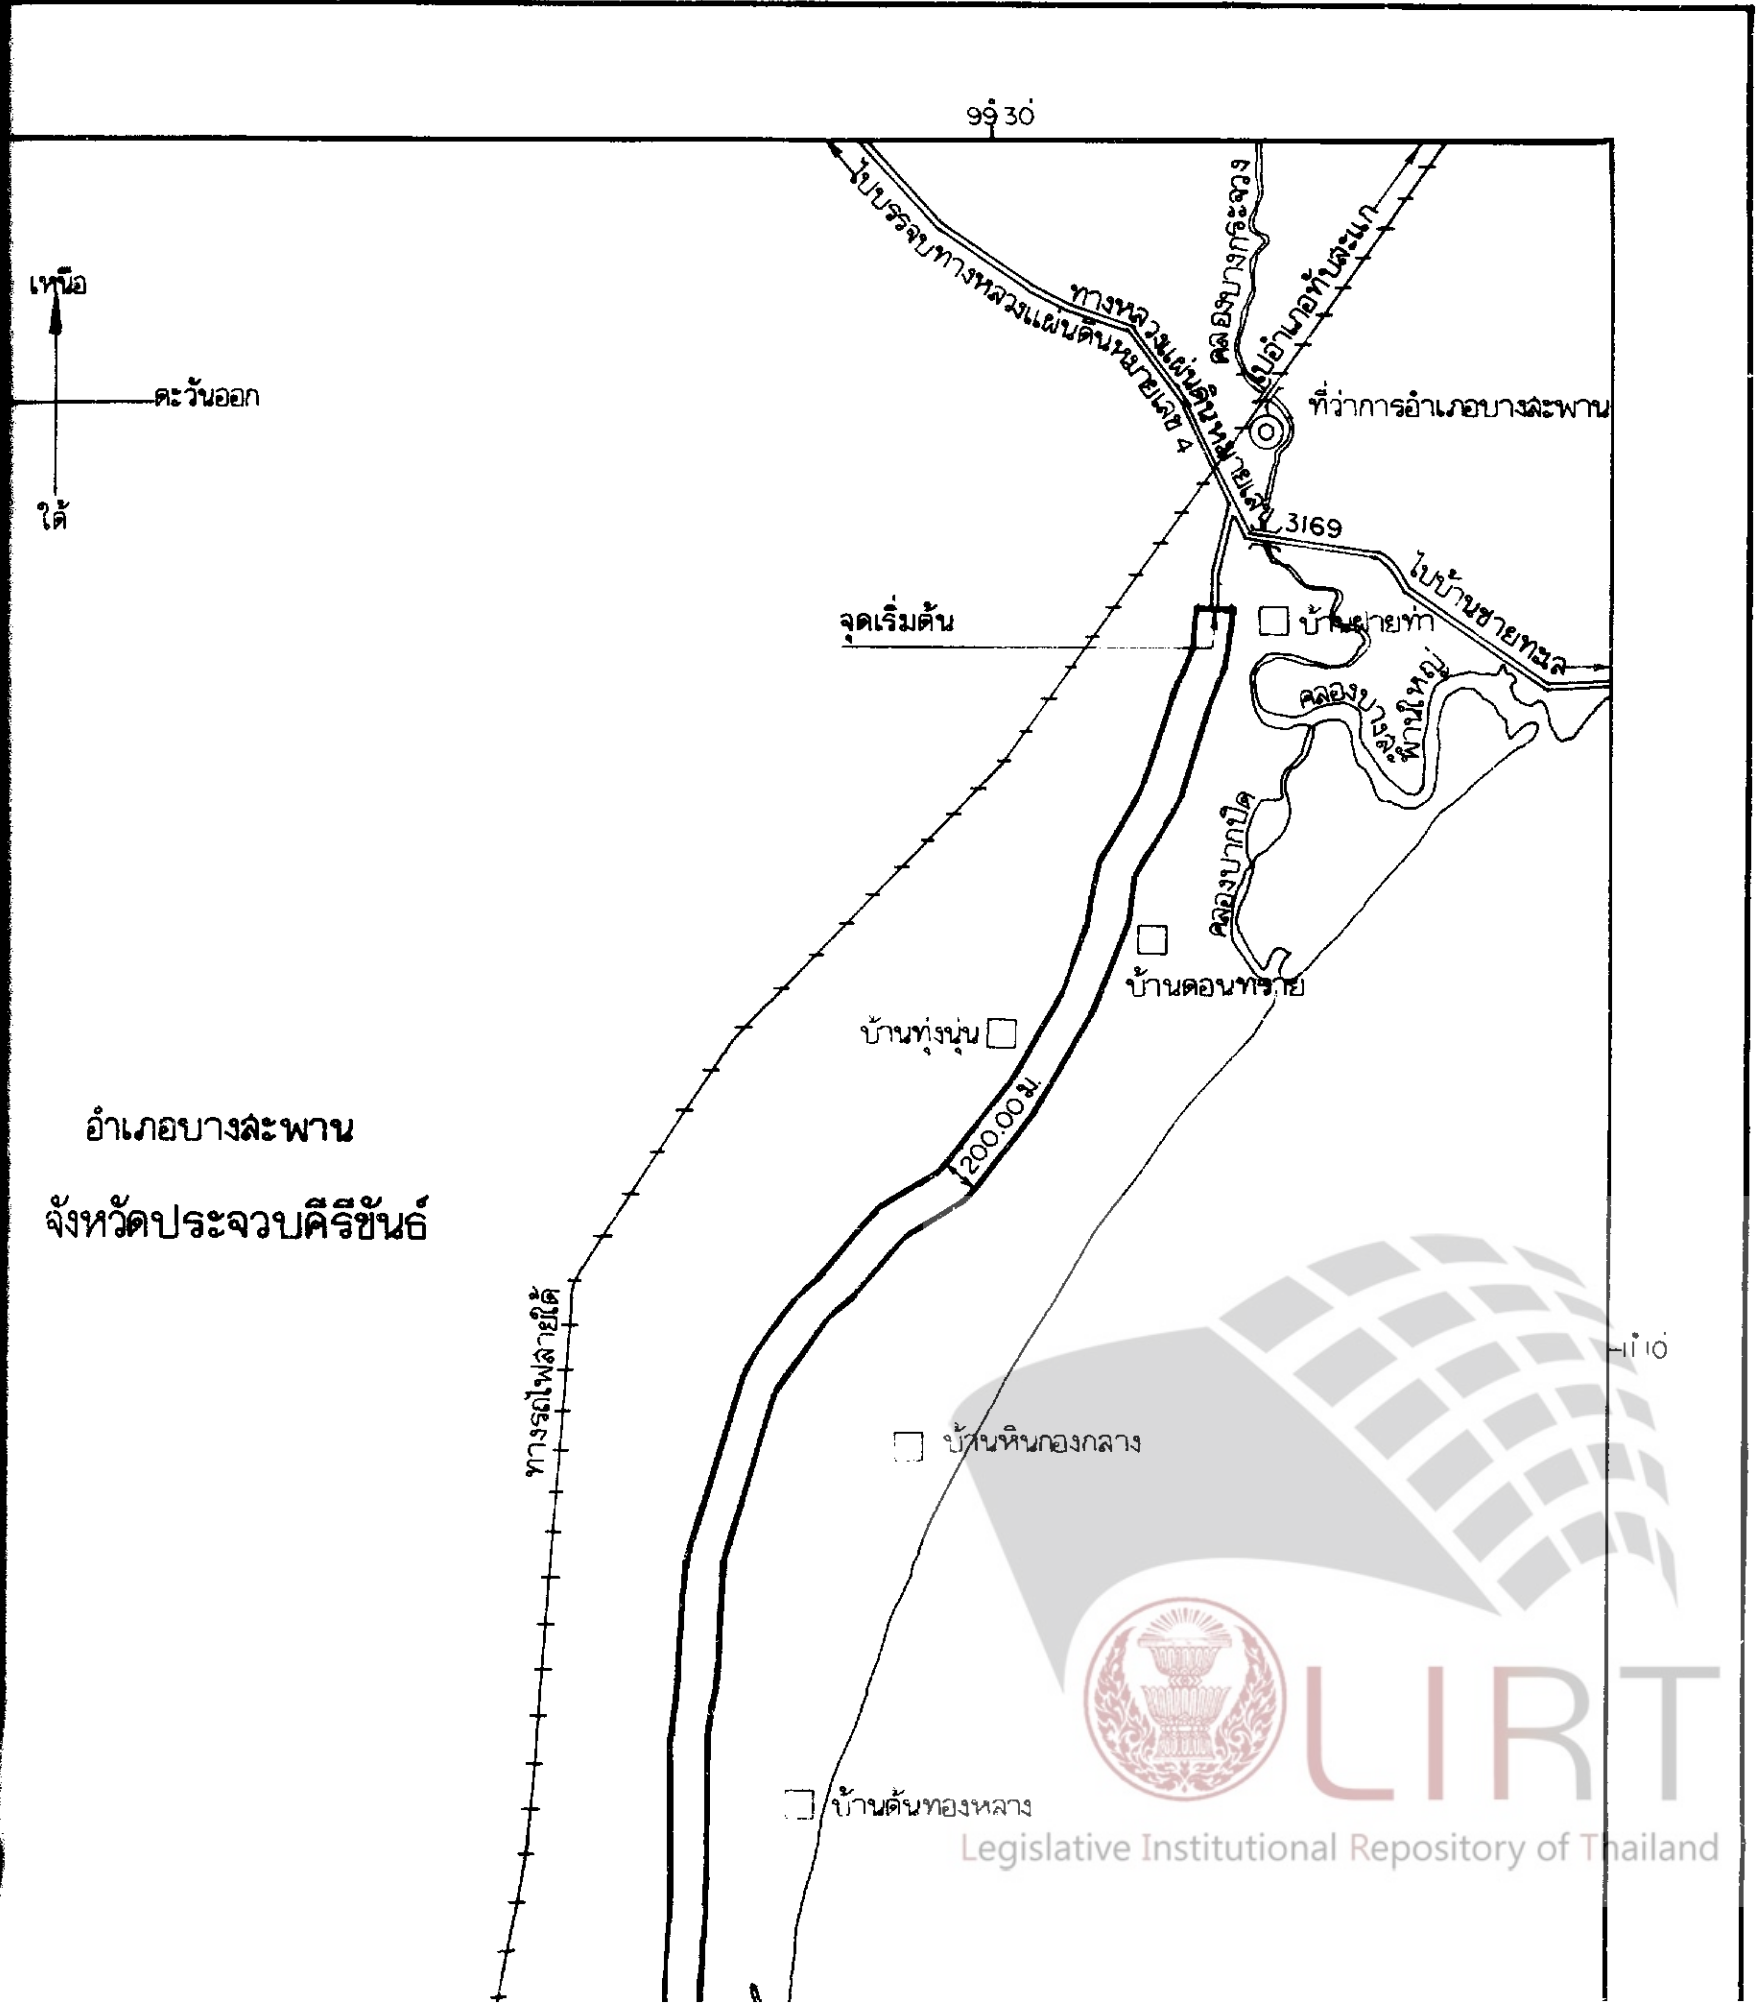 99°30'
ไปบรรจบทางหลวงแผ่นดินหมายเลข 4
ทางหลวงแผ่นดินหมายเลข 3169
คลองบางกระจวง
ไปอำเภอทับสะแก
เหนือ
ตะวันออก
ใต้
ที่ว่าการอำเภอบางสะพาน
ไปบ้านชายทะเล
จุดเริ่มต้น
บ้านฝ่ายท่า
คลองบางสะพานใหญ่
คลองปากปิด
บ้านดอนทราย
บ้านทุ่งนุ่น
200.00 ม.
อำเภอบางสะพาน
จังหวัดประจวบคีรีขันธ์
ทางรถไฟสายใต้
11°10'
บ้านหินกองกลาง
บ้านต้นทองหลาง
LIRT
Legislative Institutional Repository of Thailand